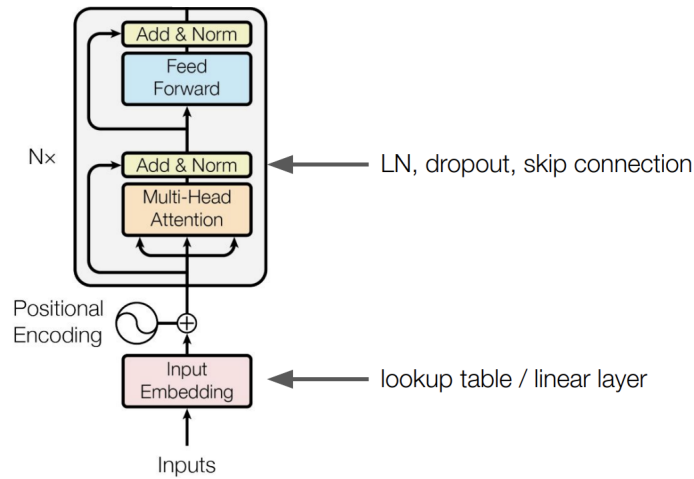 Add & Norm
Feed
Forward
Nx
Add & Norm
LN, dropout, skip connection
Multi-Head
Attention
Positional
Encoding
Input
Embedding
lookup table / linear layer
Inputs